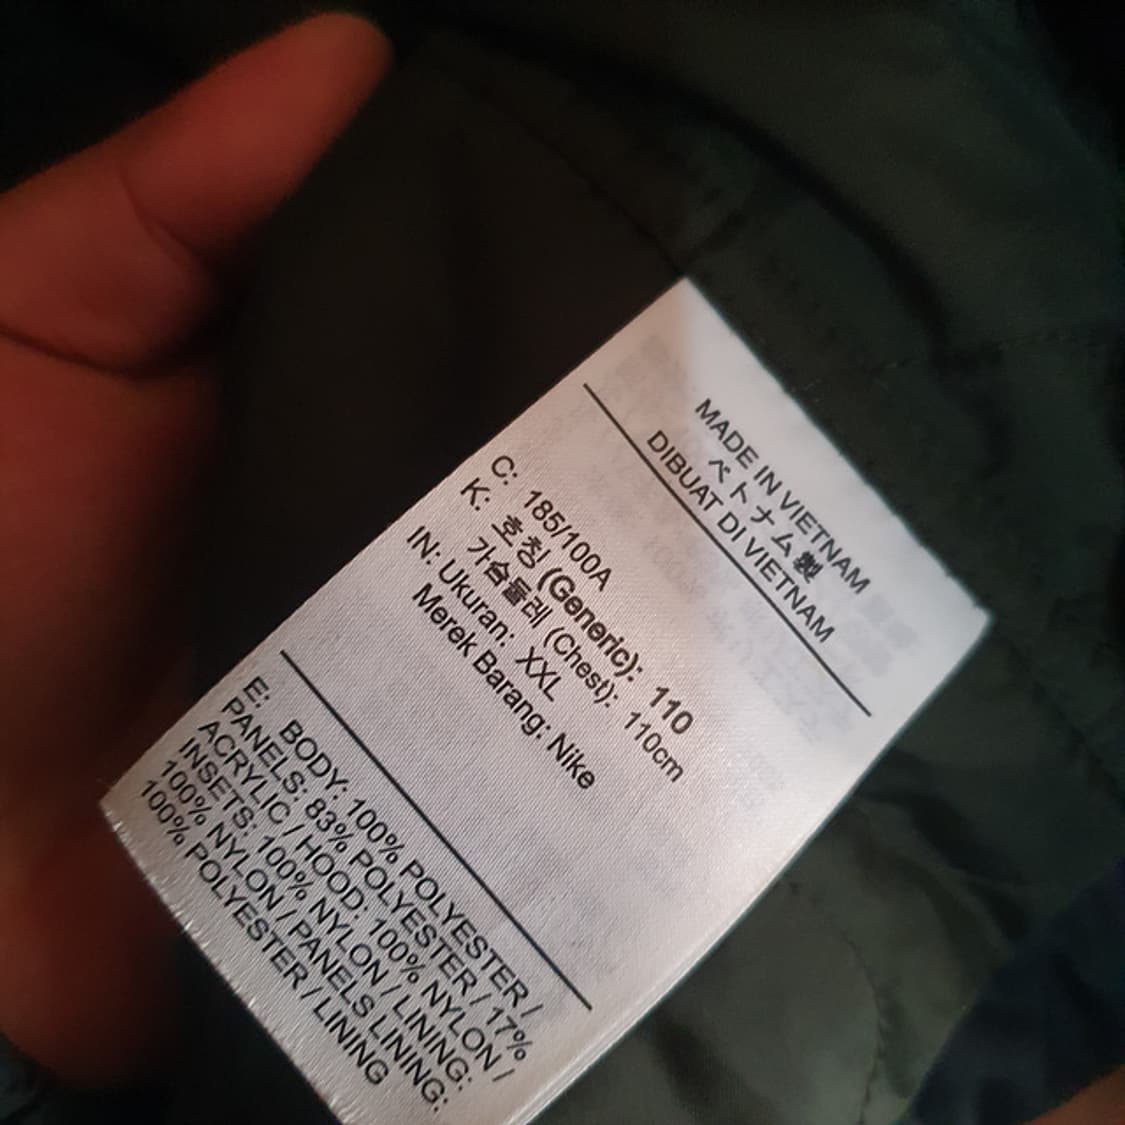 MADE IN VIETNAM
ベトナム製
DIBUAT DI VIETNAM
C: 185/100A
K: 호칭 (Generic): 110
가슴둘레 (Chest): 110cm
IN: Ukuran: XXL
Merek Barang: Nike
E: BODY: 100% POLYESTER /
PANELS: 83% POLYESTER / 17%
ACRYLIC / HOOD: 100% NYLON /
INSETS: 100% NYLON / LINING:
100% NYLON / PANELS LINING:
100% POLYESTER / LINING